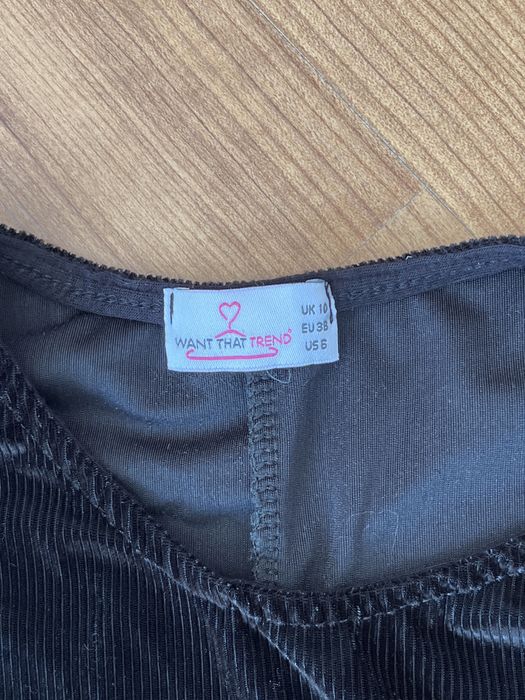 WANT THAT TREND®
UK 10
EU 38
US 6